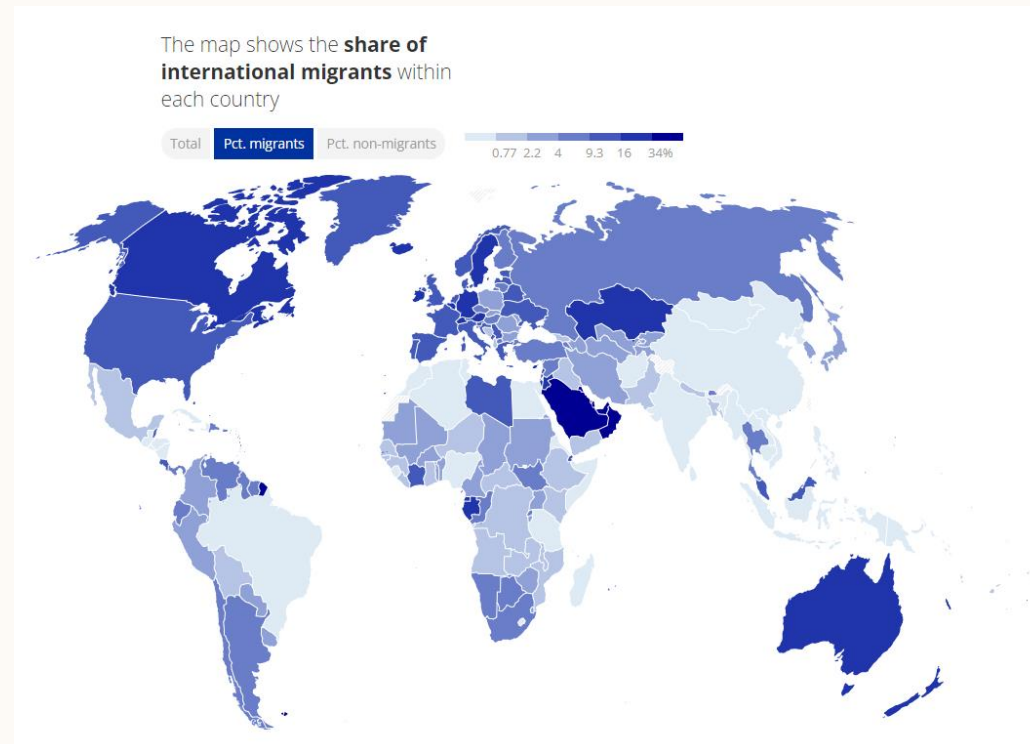 The map shows the share of
international migrants within
each country
Total Pct. migrants Pct. non-migrants
0.77 2.2 4 9.3 16 34%